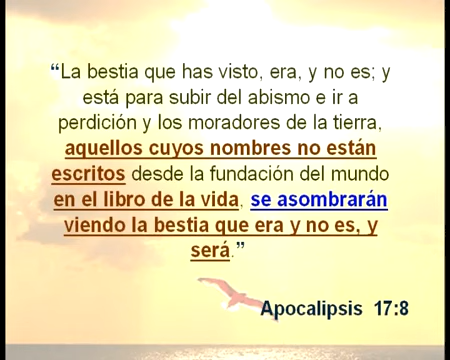 “La bestia que has visto, era, y no es; y
está para subir del abismo e ir a
perdición y los moradores de la tierra,
aquellos cuyos nombres no están
escritos desde la fundación del mundo
en el libro de la vida, se asombrarán
viendo la bestia que era y no es, y
será.”
Apocalipsis 17:8